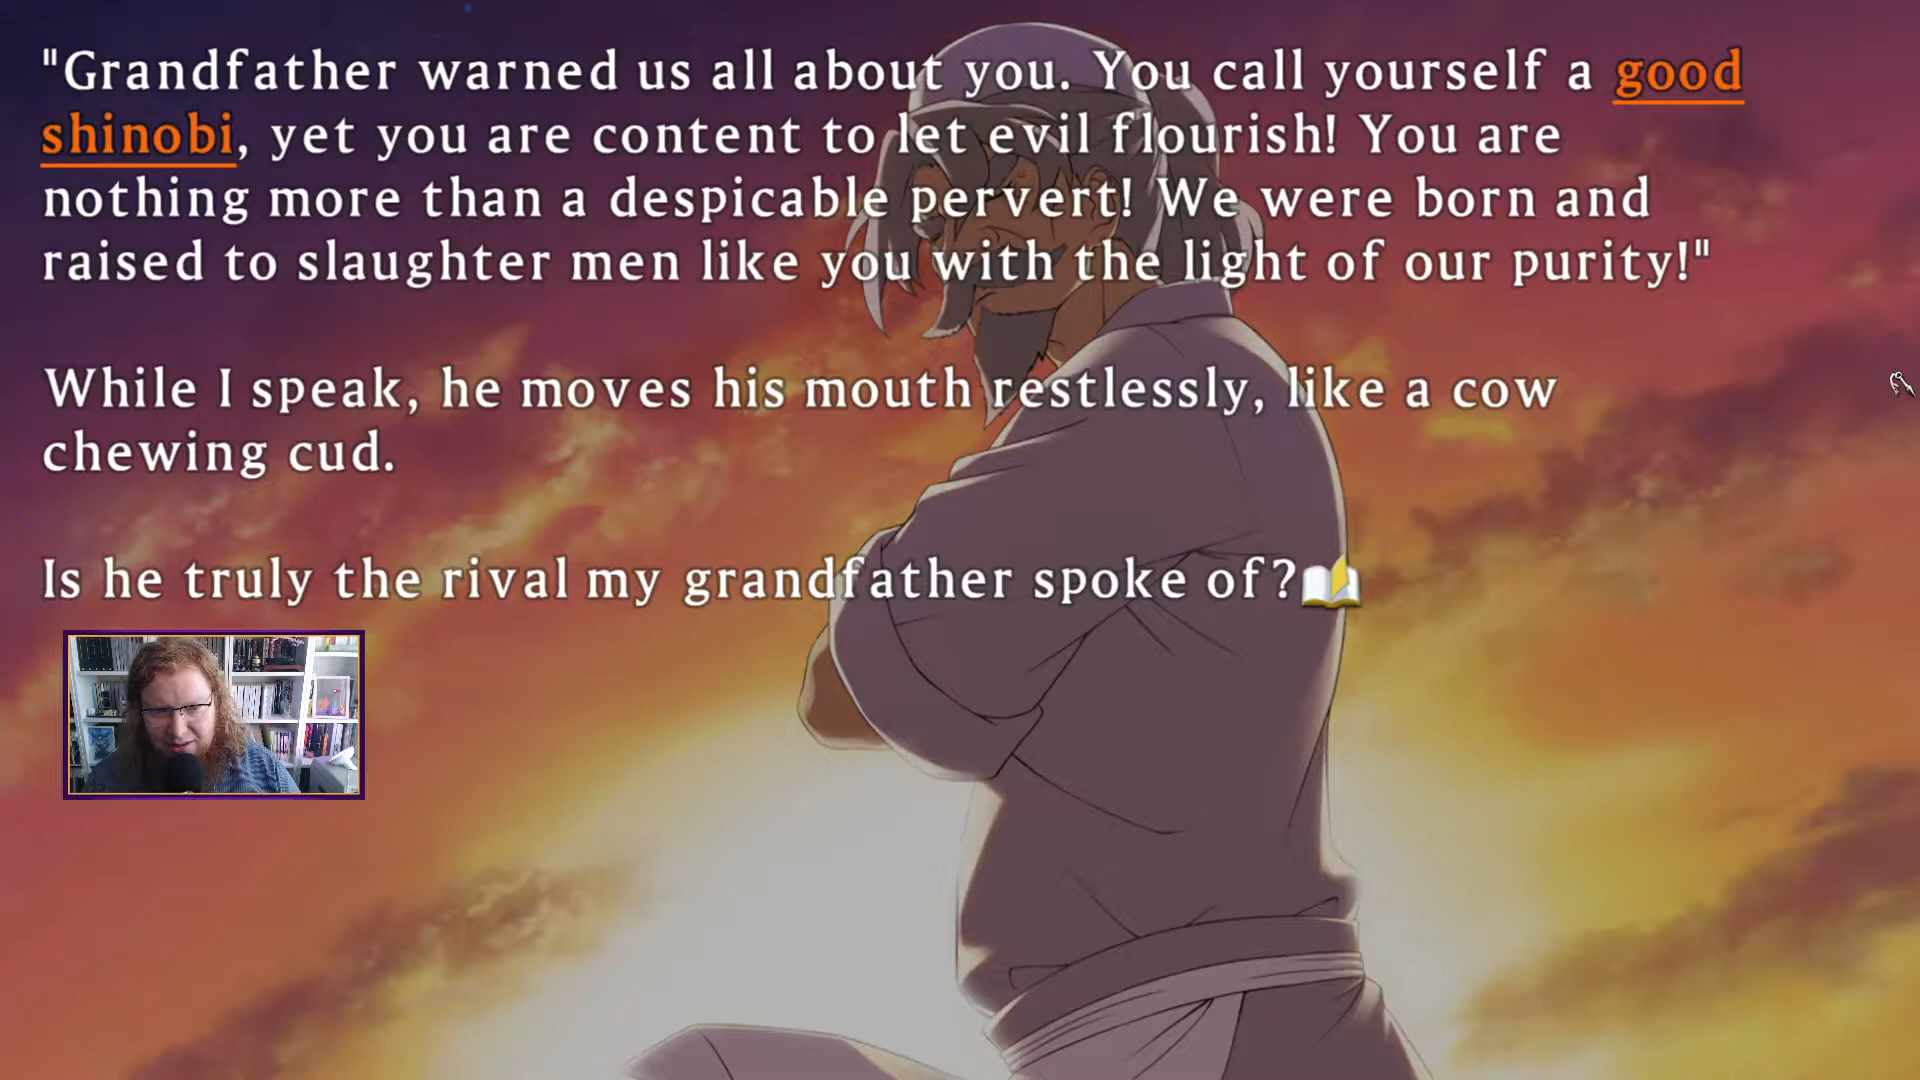 "Grandfather warned us all about you. You call yourself a good
shinobi, yet you are content to let evil flourish! You are
nothing more than a despicable pervert! We were born and
raised to slaughter men like you with the light of our purity!"
While I speak, he moves his mouth restlessly, like a cow
chewing cud.
Is he truly the rival my grandfather spoke of?